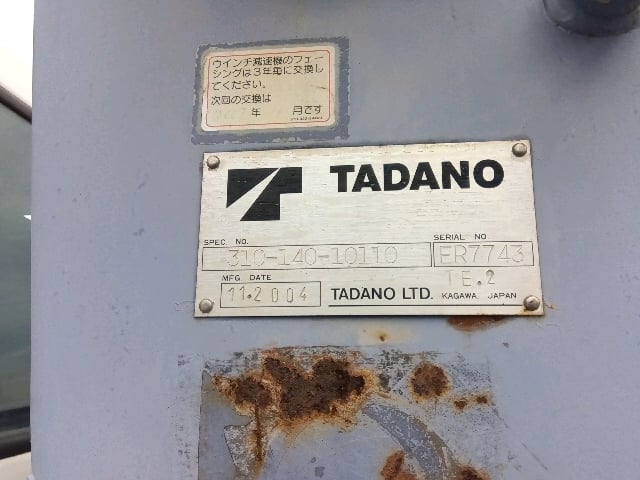 ウインチ減速機のフェー
シングは3年毎に交換し
てください。
次回の交換は
年 月です
TADANO
SPEC. NO. SERIAL NO.
310-140-10110 ER7743
MFG. DATE 1E.2
11.2004 TADANO LTD. KAGAWA, JAPAN